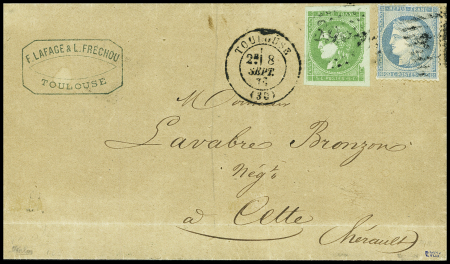 F. LAFAGE & L. FRECHOU
TOULOUSE
TOULOUSE
8
SEPT.
(30)
Monsieur
Lavabre Bronzon
Négt
à Cette
Hérault